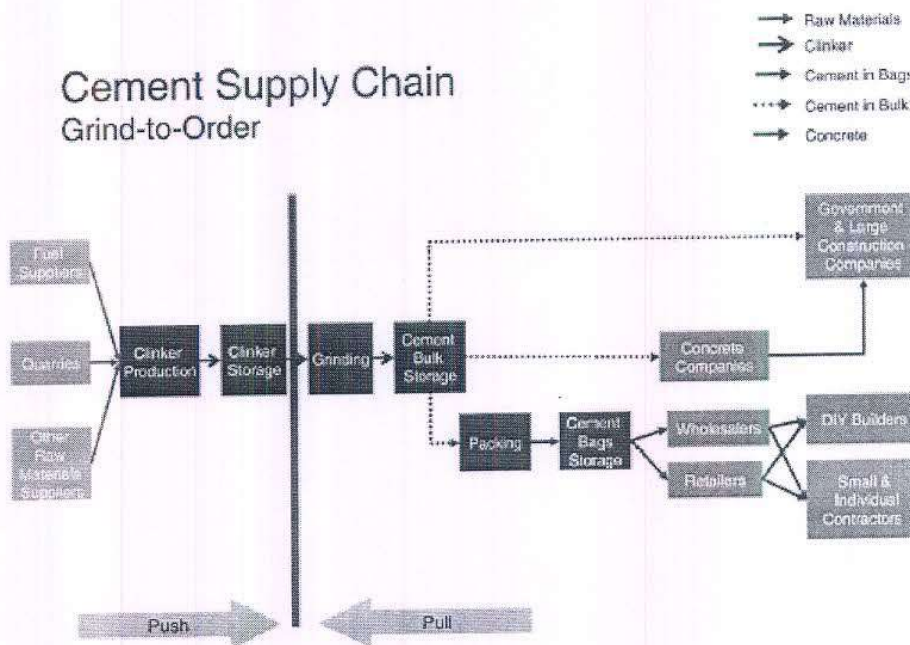 Raw Materials
Clinker
Cement in Bags
Cement in Bulk
Concrete
Cement Supply Chain
Grind-to-Order
Fuel
Suppliers
Quarries
Other
Raw
Materials
Suppliers
Clinker
Production
Clinker
Storage
Grinding
Cement
Bulk
Storage
Packing
Cement
Bags
Storage
Government
& Large
Construction
Companies
Concrete
Companies
Wholesalers
Retailers
DIY Builders
Small &
Individual
Contractors
Push
Pull